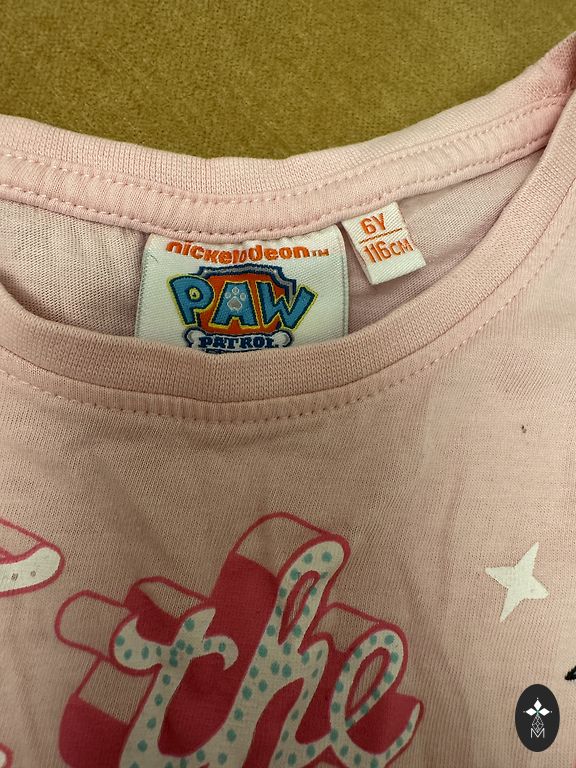 nickelodeon™
PAW
PATROL
6Y
116CM
the